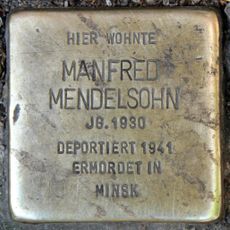 HIER WOHNTE
MANFRED
MENDELSOHN
JG. 1930
DEPORTIERT 1941
ERMORDET IN
MINSK